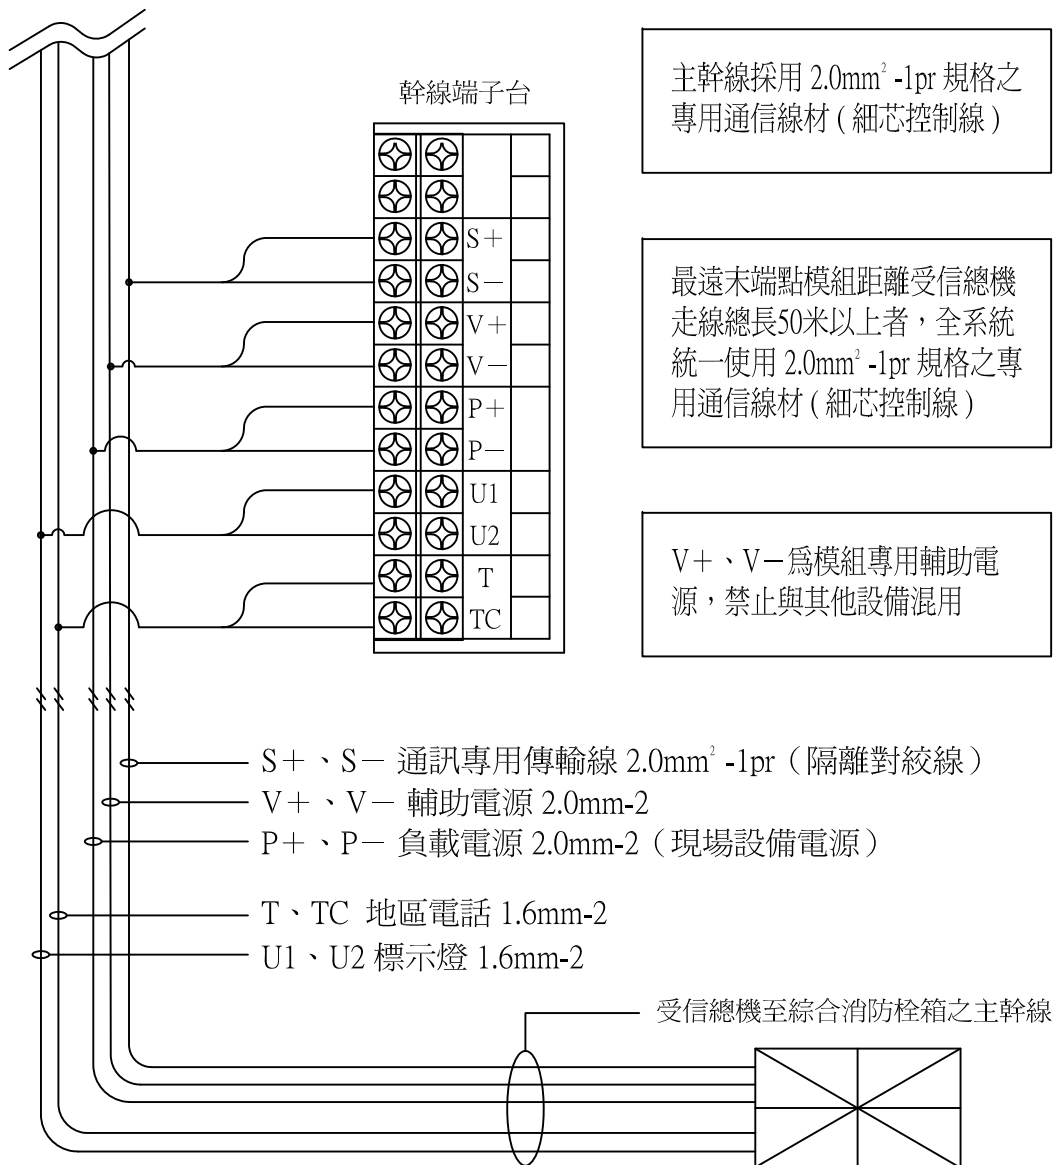 幹線端子台
S+
S-
V+
V-
P+
P-
U1
U2
T
TC
主幹線採用 2.0mm² -1pr 規格之
專用通信線材 ( 細芯控制線 )
最遠末端點模組距離受信總機
走線總長50米以上者，全系統
統一使用 2.0mm² -1pr 規格之專
用通信線材 ( 細芯控制線 )
V+、V-爲模組專用輔助電
源，禁止與其他設備混用
S+、S- 通訊專用傳輸線 2.0mm² -1pr（隔離對絞線）
V+、V- 輔助電源 2.0mm-2
P+、P- 負載電源 2.0mm-2（現場設備電源）
T、TC 地區電話 1.6mm-2
U1、U2 標示燈 1.6mm-2
受信總機至綜合消防栓箱之主幹線